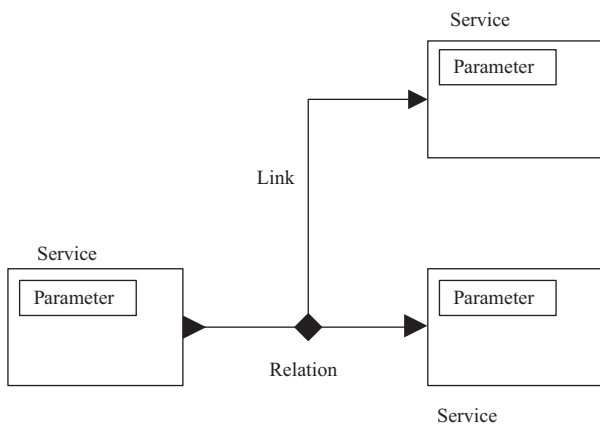 Service
Parameter
Link
Service
Parameter
Parameter
Relation
Service